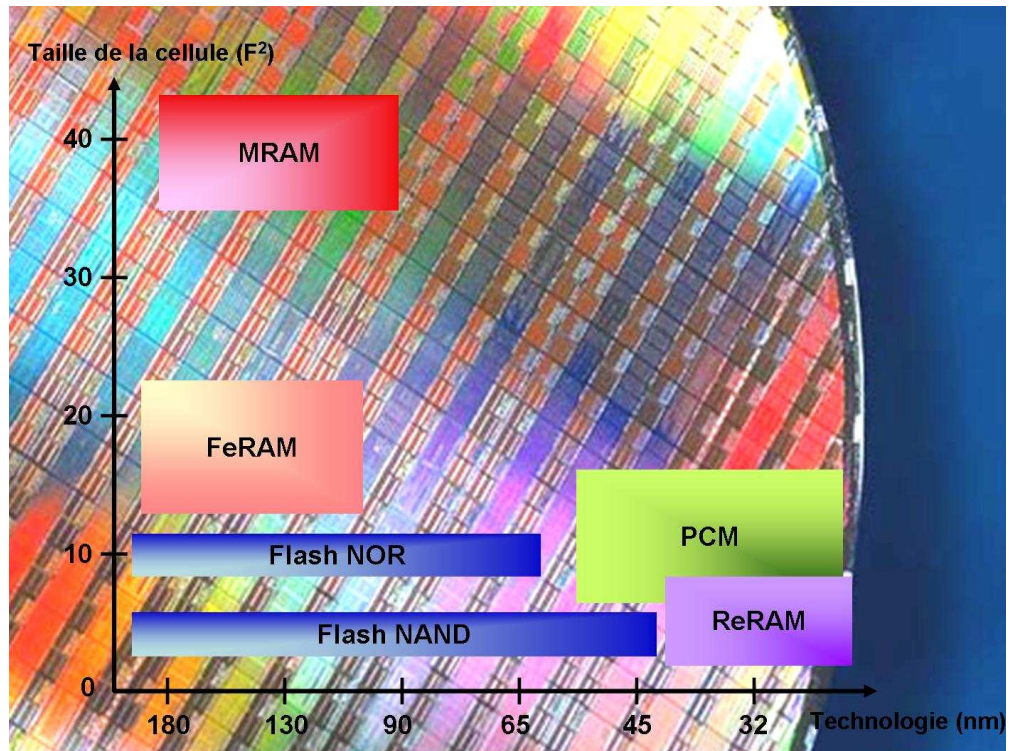 Taille de la cellule (F²)
40
MRAM
30
20
FeRAM
10
Flash NOR
PCM
Flash NAND
ReRAM
0
180 130 90 65 45 32 Technologie (nm)